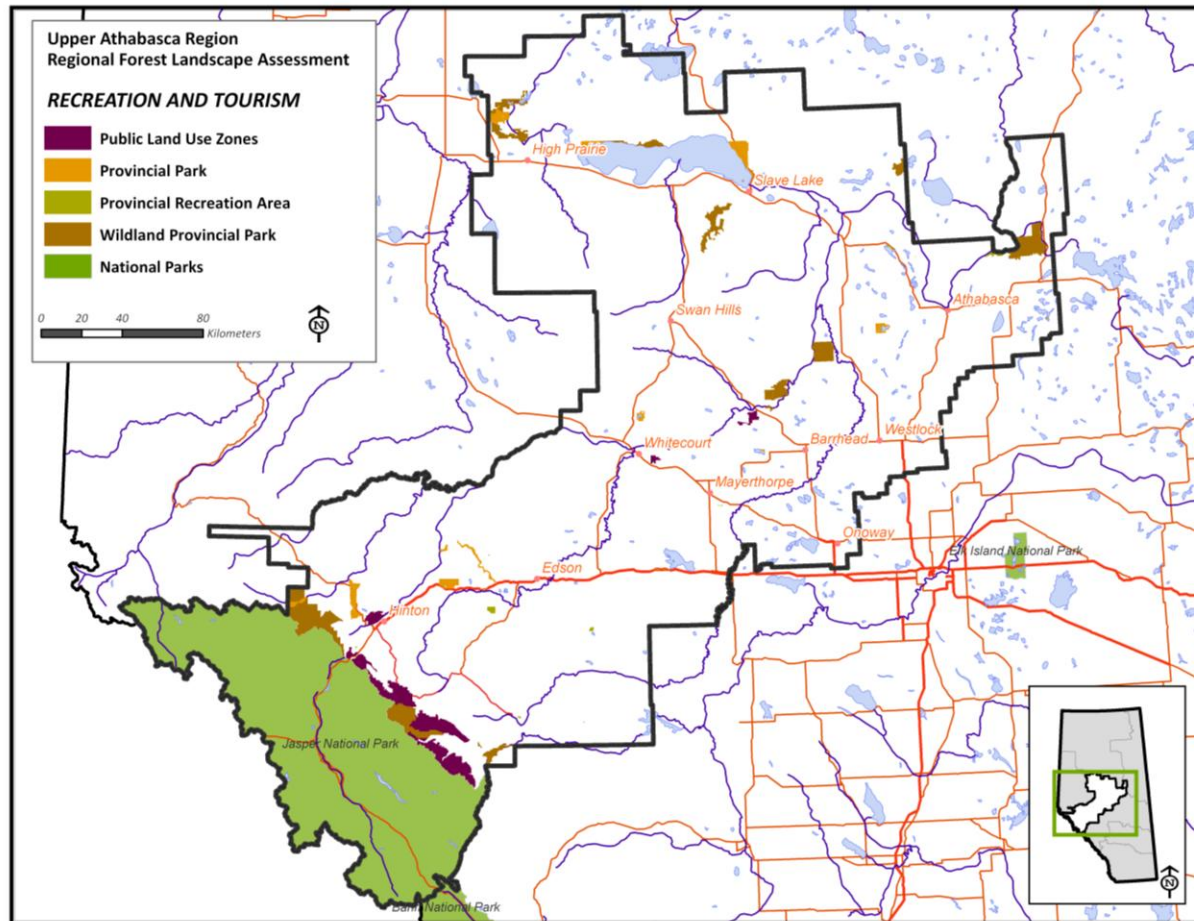 Upper Athabasca Region
Regional Forest Landscape Assessment
RECREATION AND TOURISM
Public Land Use Zones
Provincial Park
Provincial Recreation Area
Wildland Provincial Park
National Parks
0 20 40 80
Kilometers
N
High Prairie
Slave Lake
Swan Hills
Athabasca
Whitecourt
Barrhead
Westlock
Mayerthorpe
Onoway
Elk Island National Park
Edson
Hinton
Jasper National Park
Banff National Park
N